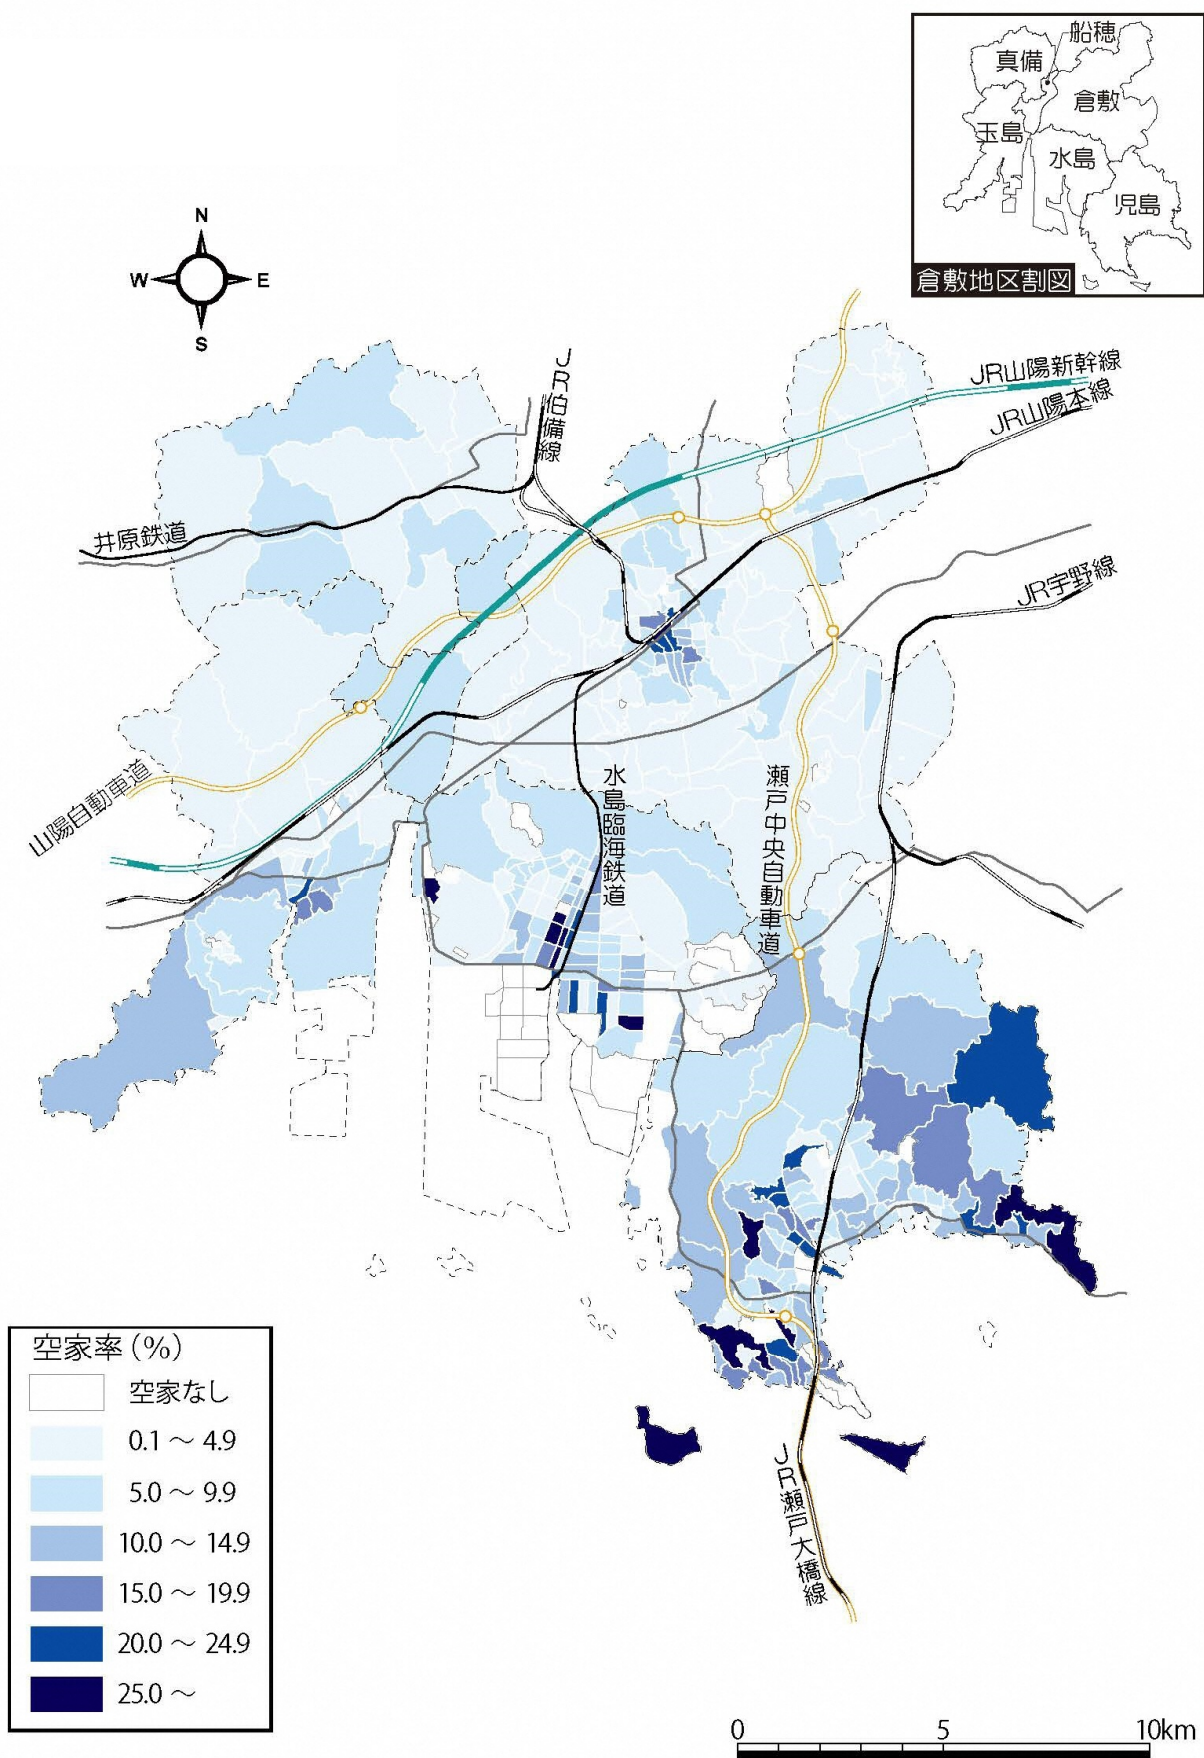 船穂
真備
倉敷
玉島
水島
児島
倉敷地区割図
N
W
E
S
JR伯備線
JR山陽新幹線
JR山陽本線
井原鉄道
JR宇野線
山陽自動車道
水島臨海鉄道
瀬戸中央自動車道
JR瀬戸大橋線
空家率(%)
空家なし
0.1 ～ 4.9
5.0 ～ 9.9
10.0 ～ 14.9
15.0 ～ 19.9
20.0 ～ 24.9
25.0 ～
0 5 10km